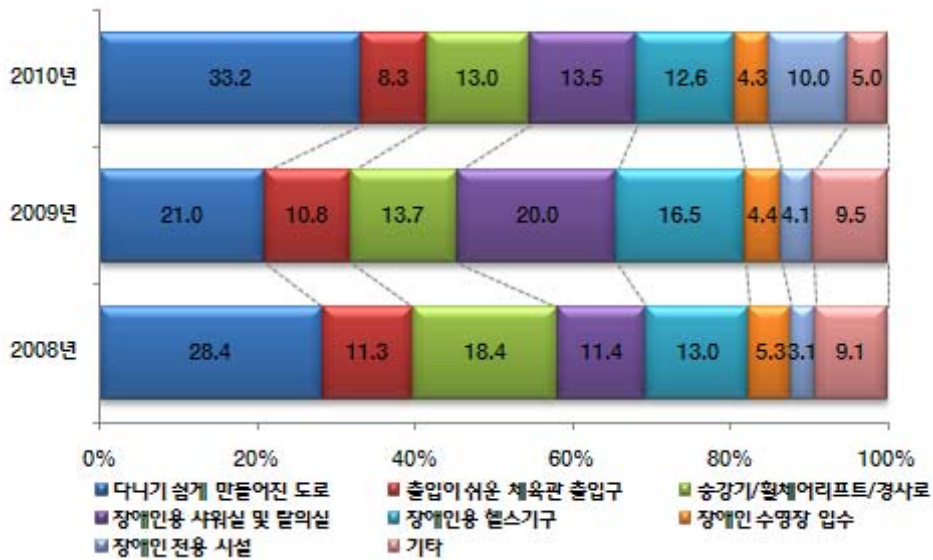 2010년 33.2 8.3 13.0 13.5 12.6 4.3 10.0 5.0
2009년 21.0 10.8 13.7 20.0 16.5 4.4 4.1 9.5
2008년 28.4 11.3 18.4 11.4 13.0 5.3 3.1 9.1
0% 20% 40% 60% 80% 100%
다니기 쉽게 만들어진 도로 출입이 쉬운 체육관 출입구 승강기/휠체어리프트/경사로
장애인용 샤워실 및 탈의실 장애인용 헬스기구 장애인 수영장 입수
장애인 전용 시설 기타